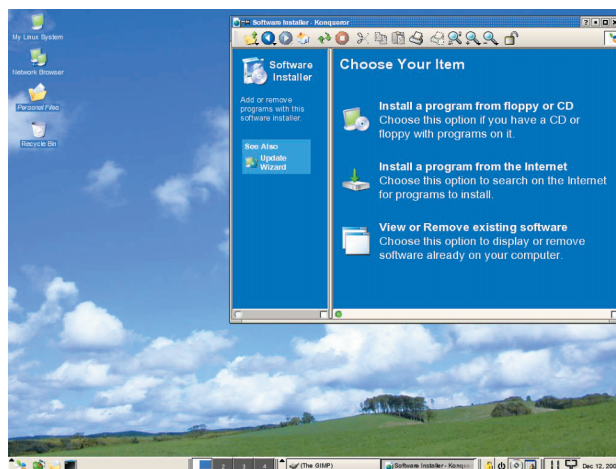 My Linux System
Network Browser
Personal Files
Recycle Bin
Software Installer - Konqueror
Software
Installer
Add or remove
programs with this
software installer.
See Also
Update
Wizard
Choose Your Item
Install a program from floppy or CD
Choose this option if you have a CD or
floppy with programs on it.
Install a program from the Internet
Choose this option to search on the Internet
for programs to install.
View or Remove existing software
Choose this option to display or remove
software already on your computer.
2 3 4
(The GIMP)
Software Installer - Konque
Dec 12, 200